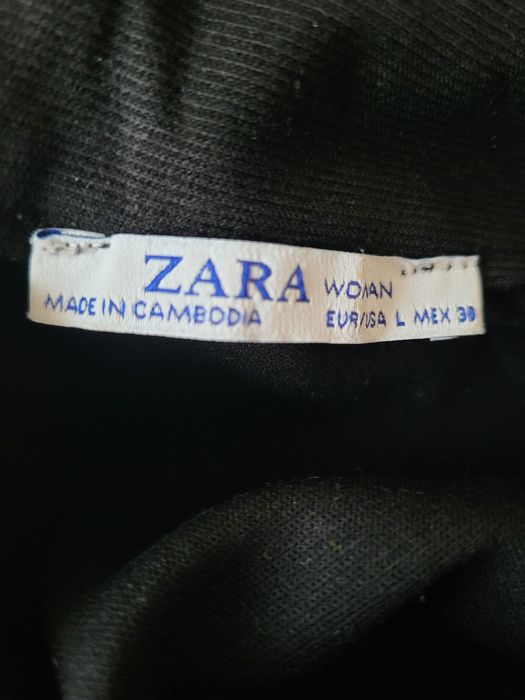 ZARA WOMAN
MADE IN CAMBODIA EUR/USA L MEX 30